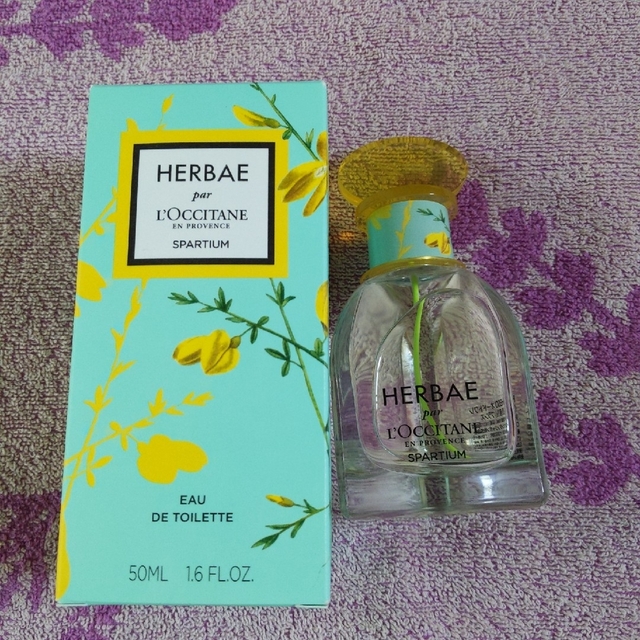 HERBAE
par
L'OCCITANE
EN PROVENCE
SPARTIUM
EAU
DE TOILETTE
50ML 1.6 FL.OZ.
HERBAE
par
L'OCCITANE
EN PROVENCE
SPARTIUM